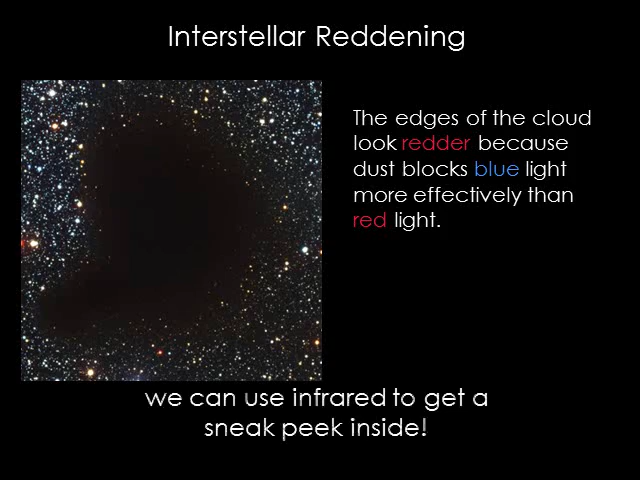 Interstellar Reddening
The edges of the cloud
look redder because
dust blocks blue light
more effectively than
red light.
we can use infrared to get a
sneak peek inside!